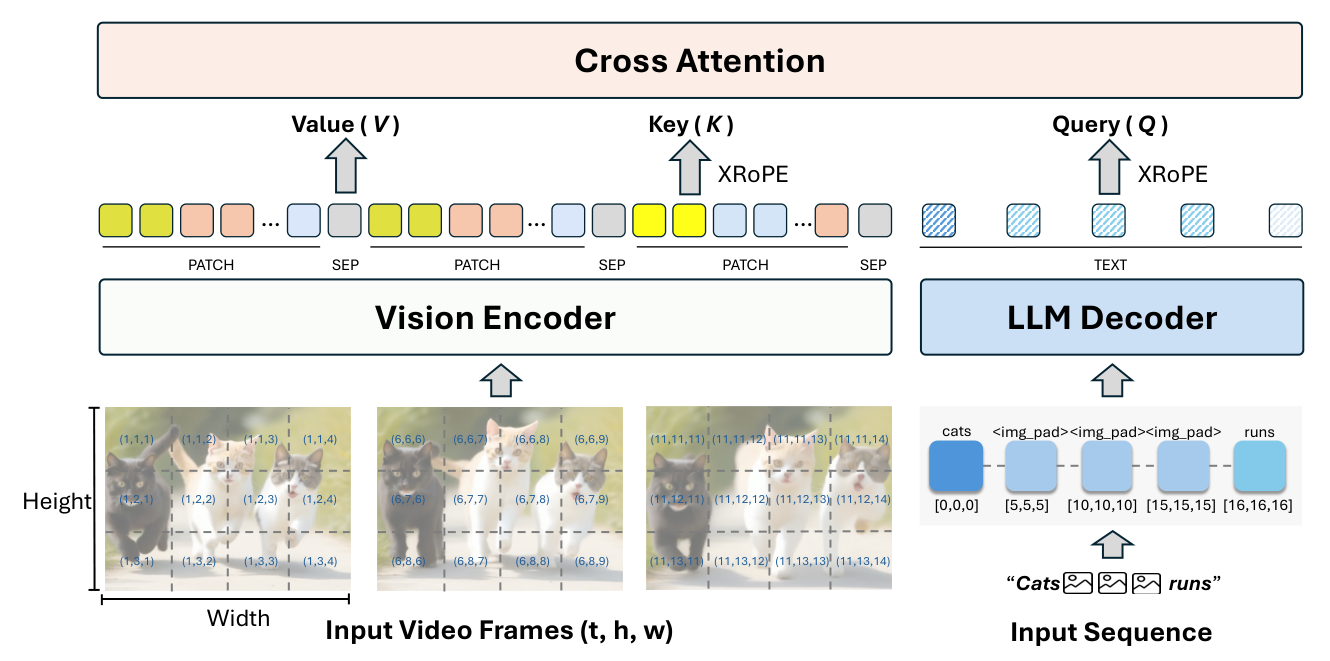 Cross Attention
Value ( V ) Key ( K ) Query ( Q )
XRoPE XRoPE
... ... ...
PATCH SEP PATCH SEP PATCH SEP TEXT
Vision Encoder LLM Decoder
(1,1,1) (1,1,2) (1,1,3) (1,1,4) (6,6,6) (6,6,7) (6,6,8) (6,6,9) (11,11,11) (11,11,12) (11,11,13) (11,11,14)
cats <img_pad> <img_pad> <img_pad> runs
Height (1,2,1) (1,2,2) (1,2,3) (1,2,4) (6,7,6) (6,7,7) (6,7,8) (6,7,9) (11,12,11) (11,12,12) (11,12,13) (11,12,14)
[0,0,0] [5,5,5] [10,10,10] [15,15,15] [16,16,16]
(1,3,1) (1,3,2) (1,3,3) (1,3,4) (6,8,6) (6,8,7) (6,8,8) (6,8,9) (11,13,11) (11,13,12) (11,13,13) (11,13,14)
“Cats runs”
Width
Input Video Frames (t, h, w) Input Sequence